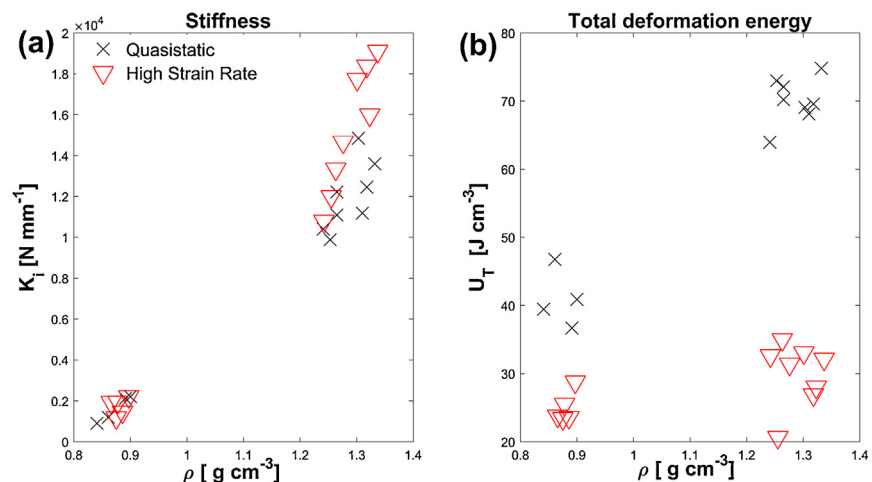 (a)
Stiffness
×10⁴
Quasistatic
High Strain Rate
2
1.8
1.6
1.4
1.2
1
0.8
0.6
0.4
0.2
0
Kᵢ [N mm⁻¹]
0.8 0.9 1 1.1 1.2 1.3 1.4
ρ [ g cm⁻³]
(b)
Total deformation energy
80
70
60
50
40
30
20
U_T [J cm⁻³]
0.8 0.9 1 1.1 1.2 1.3 1.4
ρ [ g cm⁻³]